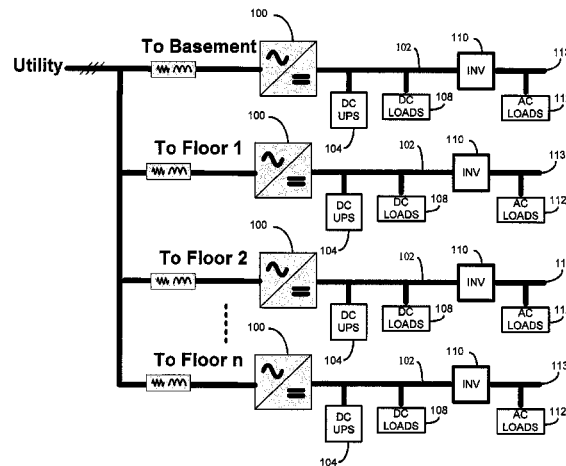 100
110
To Basement
102
113
Utility
INV
DC UPS
DC LOADS
108
AC LOADS
104
100
110
To Floor 1
102
113
INV
DC UPS
DC LOADS
108
AC LOADS
112
104
100
110
To Floor 2
102
INV
DC UPS
DC LOADS
108
AC LOADS
104
100
110
To Floor n
102
113
INV
DC UPS
DC LOADS
108
AC LOADS
112
104